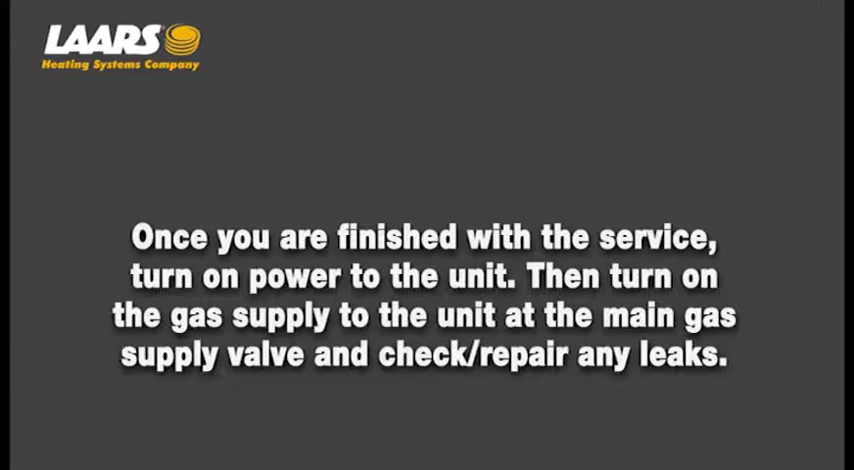 LAARS
Heating Systems Company
Once you are finished with the service,
turn on power to the unit. Then turn on
the gas supply to the unit at the main gas
supply valve and check/repair any leaks.